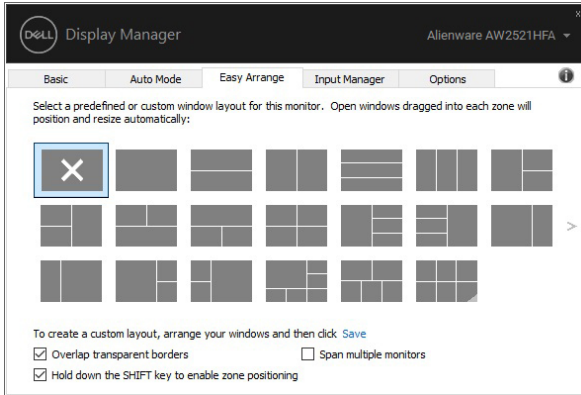 DELL Display Manager Alienware AW2521HFA
Basic Auto Mode Easy Arrange Input Manager Options
Select a predefined or custom window layout for this monitor. Open windows dragged into each zone will
position and resize automatically:
To create a custom layout, arrange your windows and then click Save
Overlap transparent borders Span multiple monitors
Hold down the SHIFT key to enable zone positioning